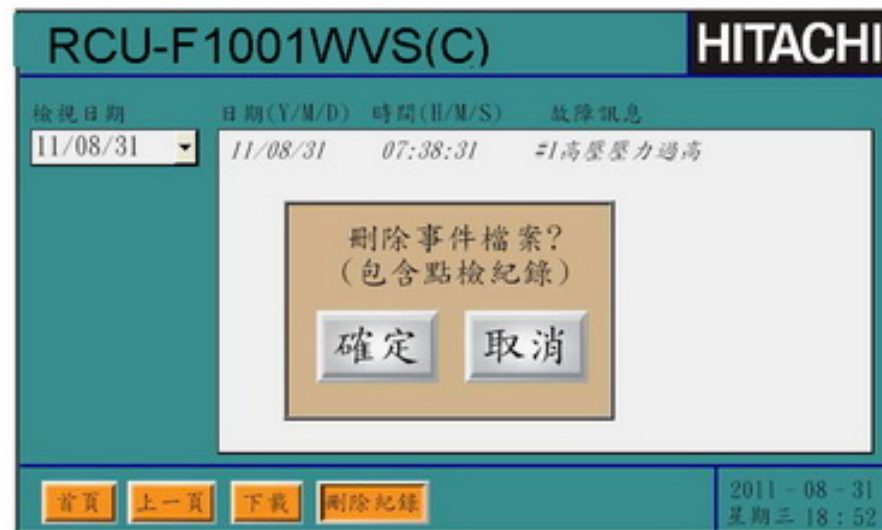 RCU-F1001WVS(C)
HITACHI
檢視日期
日期(Y/M/D) 時間(H/M/S) 故障訊息
11/08/31
11/08/31 07:38:31 #1高壓壓力過高
刪除事件檔案?
(包含點檢紀錄)
確定 取消
首頁 上一頁 下載 刪除紀錄
2011 - 08 - 31
星期三 18 : 52